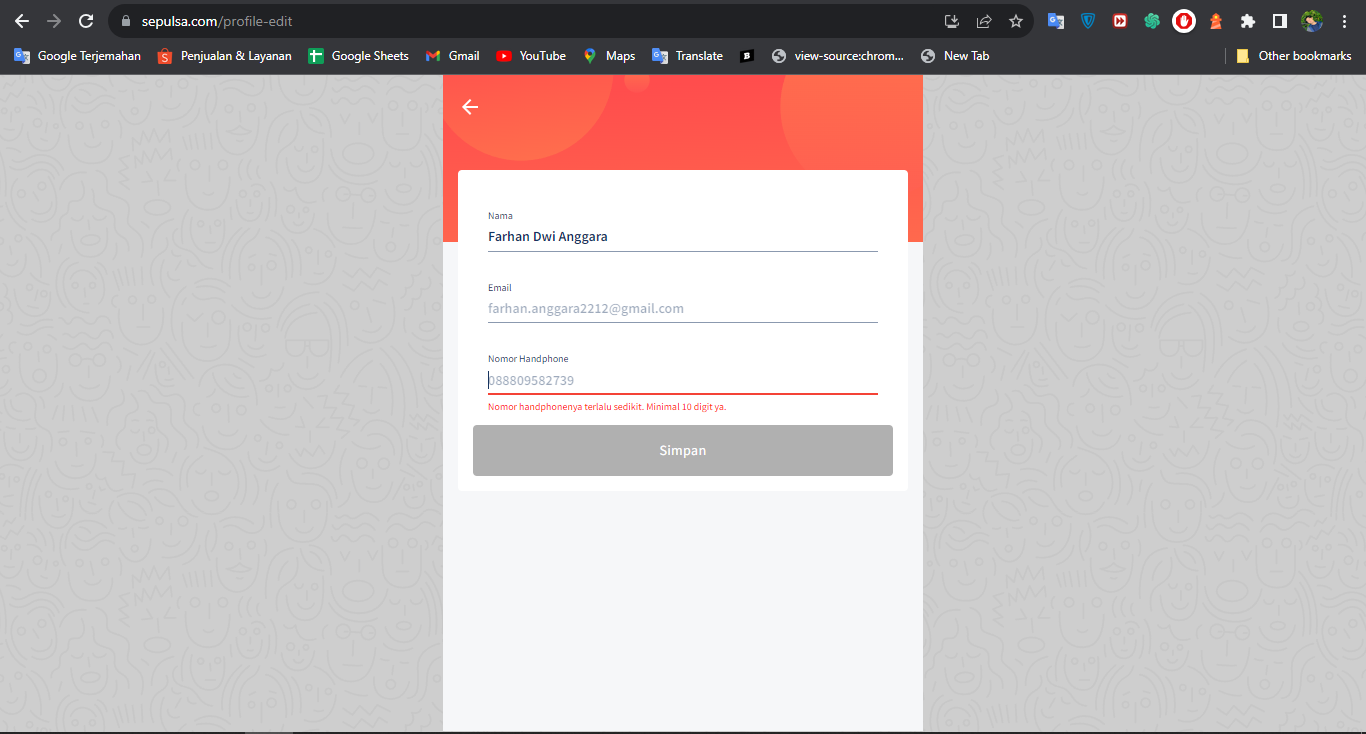 sepulsa.com/profile-edit
Google Terjemahan Penjualan & Layanan Google Sheets Gmail YouTube Maps Translate view-source:chrom... New Tab Other bookmarks
Nama
Farhan Dwi Anggara
Email
farhan.anggara2212@gmail.com
Nomor Handphone
088809582739
Nomor handphonenya terlalu sedikit. Minimal 10 digit ya.
Simpan